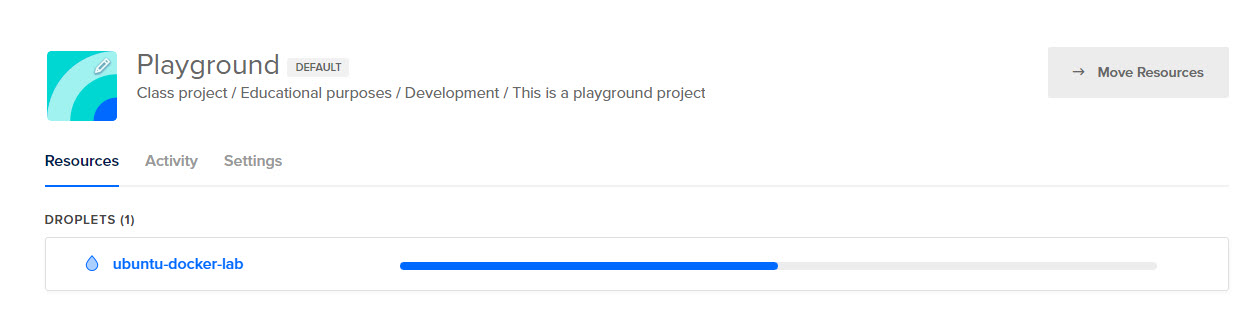 Playground DEFAULT
Class project / Educational purposes / Development / This is a playground project
→ Move Resources
Resources Activity Settings
DROPLETS (1)
ubuntu-docker-lab